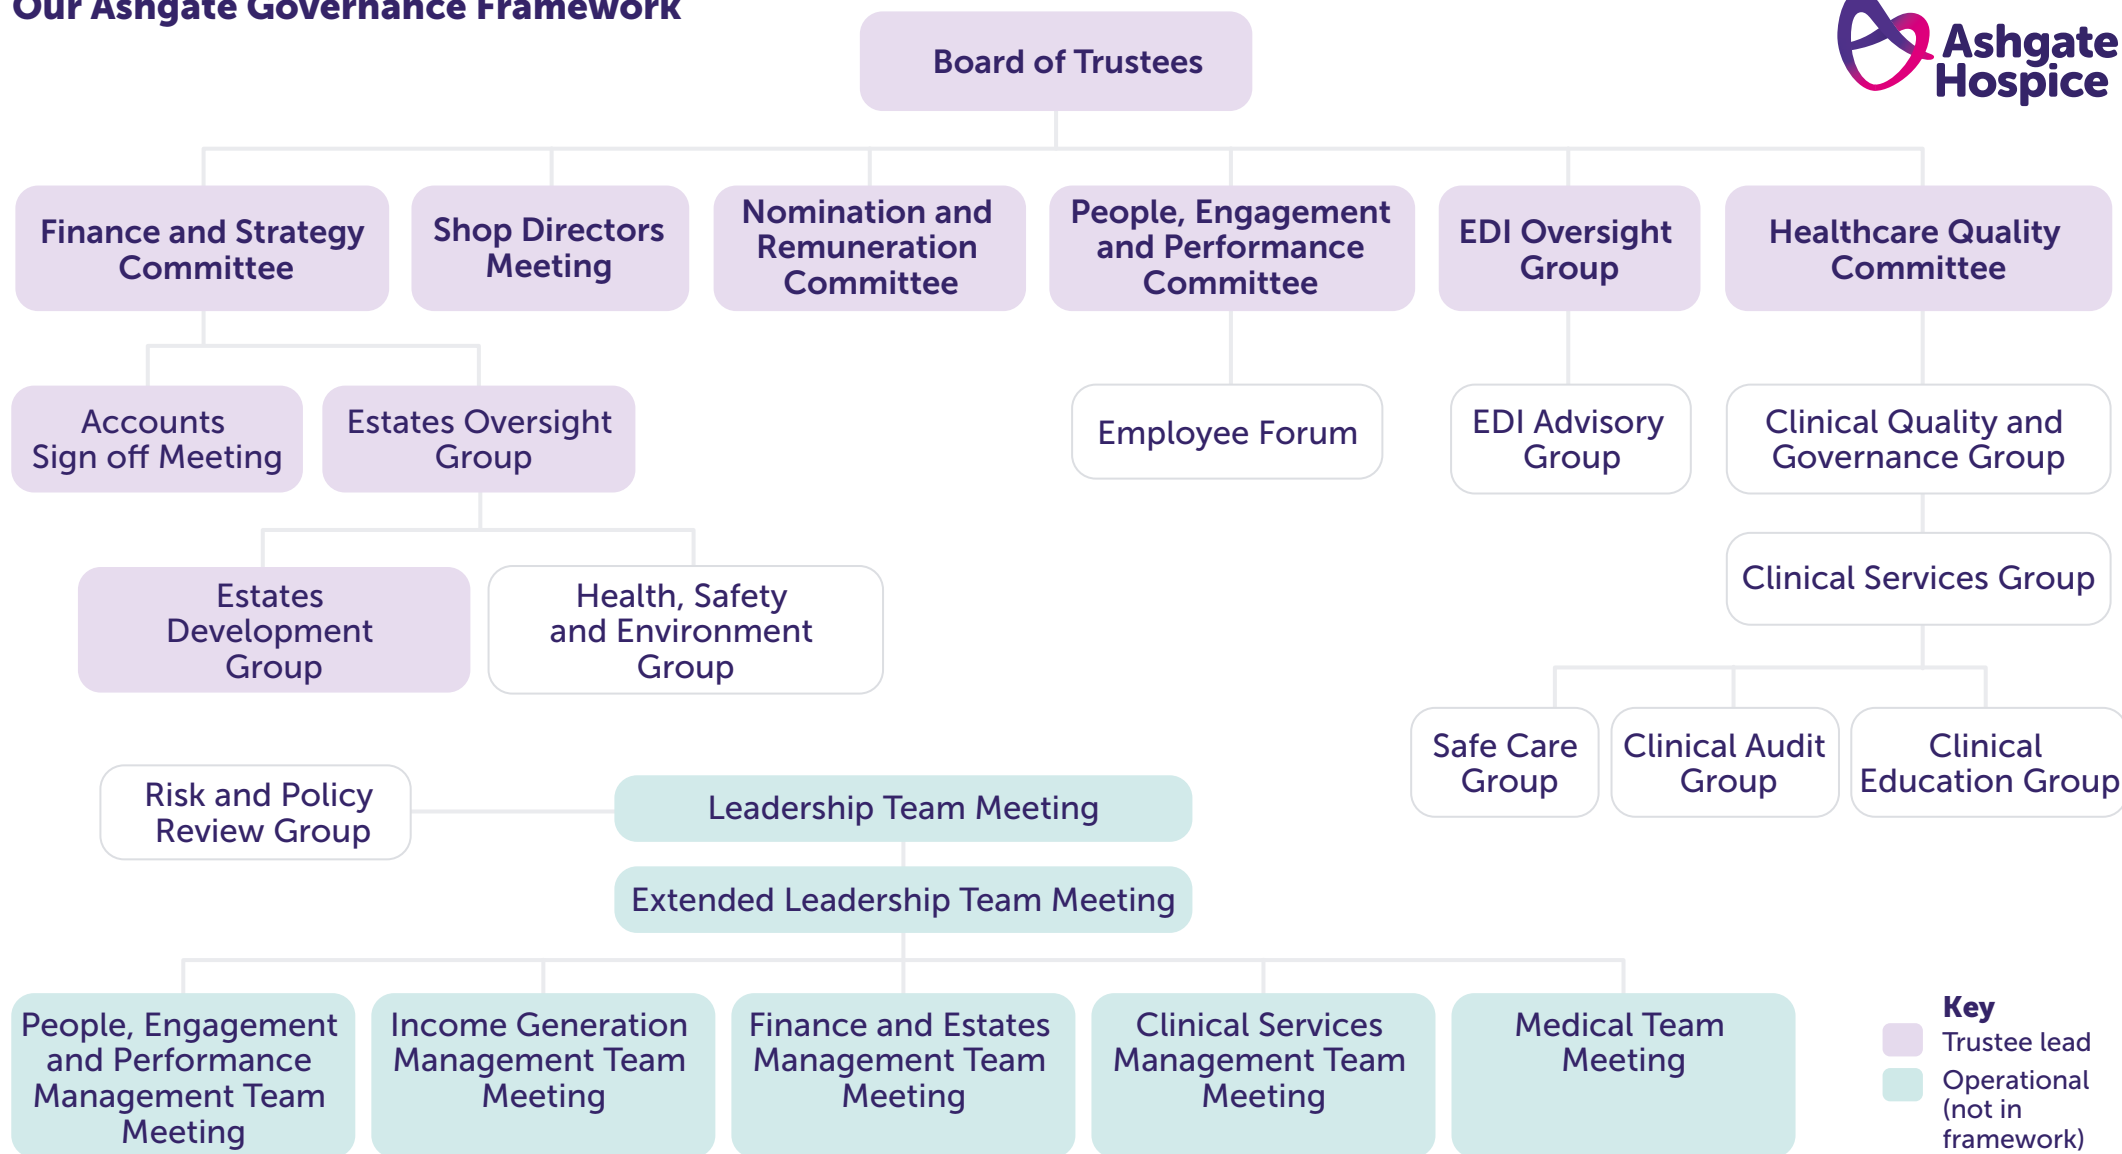 Our Ashgate Governance Framework
Ashgate
Hospice
Board of Trustees
Finance and Strategy
Committee
Shop Directors
Meeting
Nomination and
Remuneration
Committee
People, Engagement
and Performance
Committee
EDI Oversight
Group
Healthcare Quality
Committee
Accounts
Sign off Meeting
Estates Oversight
Group
Employee Forum
EDI Advisory
Group
Clinical Quality and
Governance Group
Clinical Services Group
Estates
Development
Group
Health, Safety
and Environment
Group
Safe Care
Group
Clinical Audit
Group
Clinical
Education Group
Risk and Policy
Review Group
Leadership Team Meeting
Extended Leadership Team Meeting
People, Engagement
and Performance
Management Team
Meeting
Income Generation
Management Team
Meeting
Finance and Estates
Management Team
Meeting
Clinical Services
Management Team
Meeting
Medical Team
Meeting
Key
Trustee lead
Operational
(not in
framework)